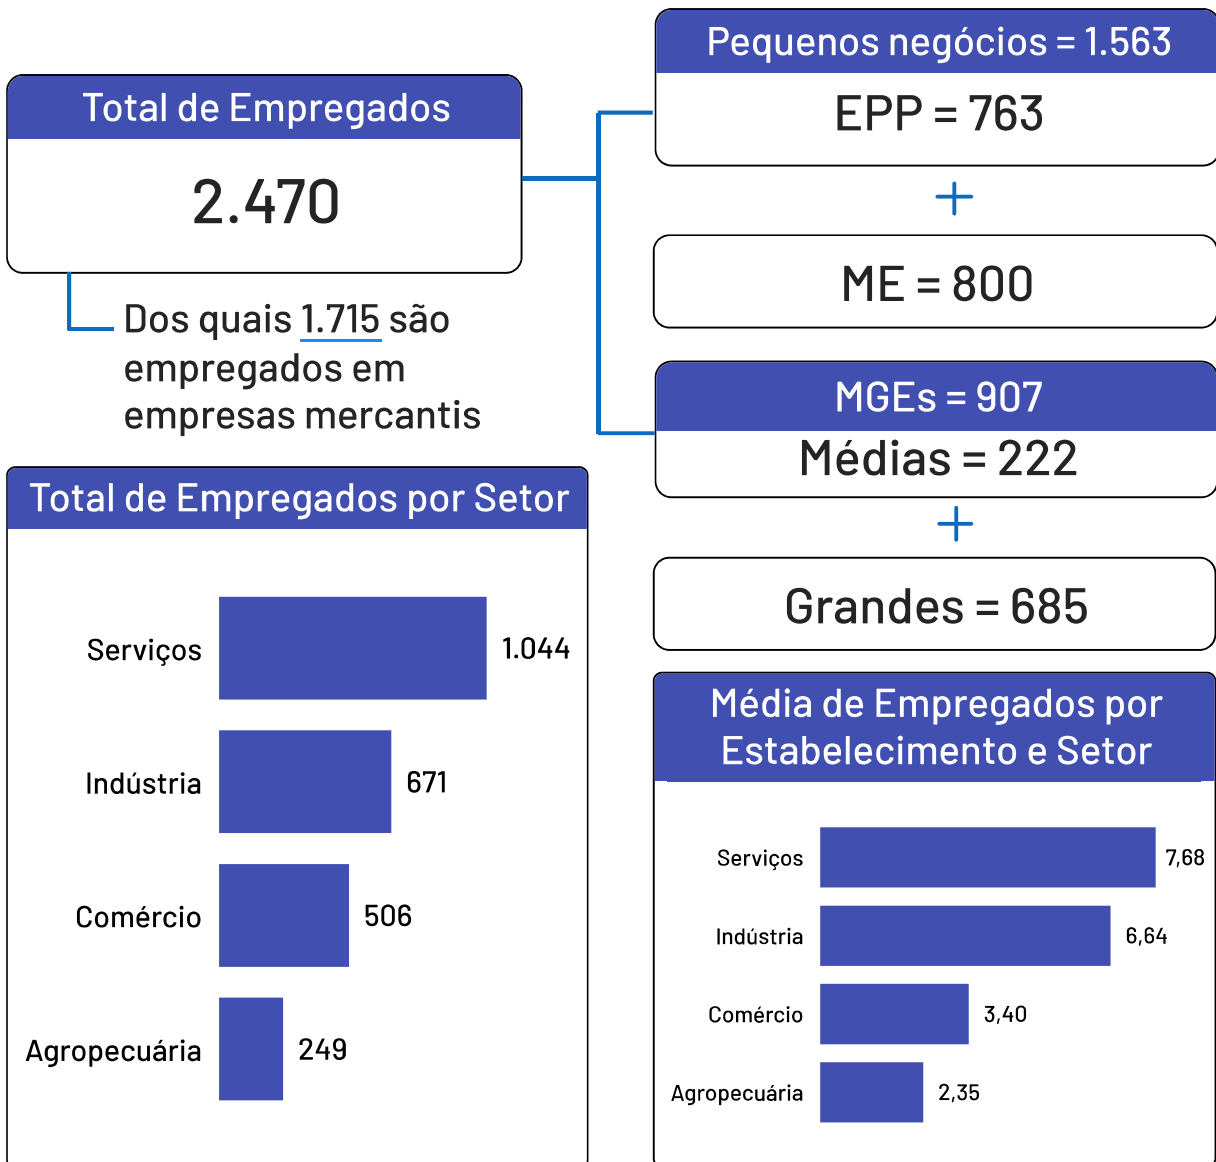 Total de Empregados
2.470
Dos quais 1.715 são
empregados em
empresas mercantis
Pequenos negócios = 1.563
EPP = 763
+
ME = 800
MGEs = 907
Médias = 222
+
Grandes = 685
Total de Empregados por Setor
Serviços 1.044
Indústria 671
Comércio 506
Agropecuária 249
Média de Empregados por
Estabelecimento e Setor
Serviços 7,68
Indústria 6,64
Comércio 3,40
Agropecuária 2,35